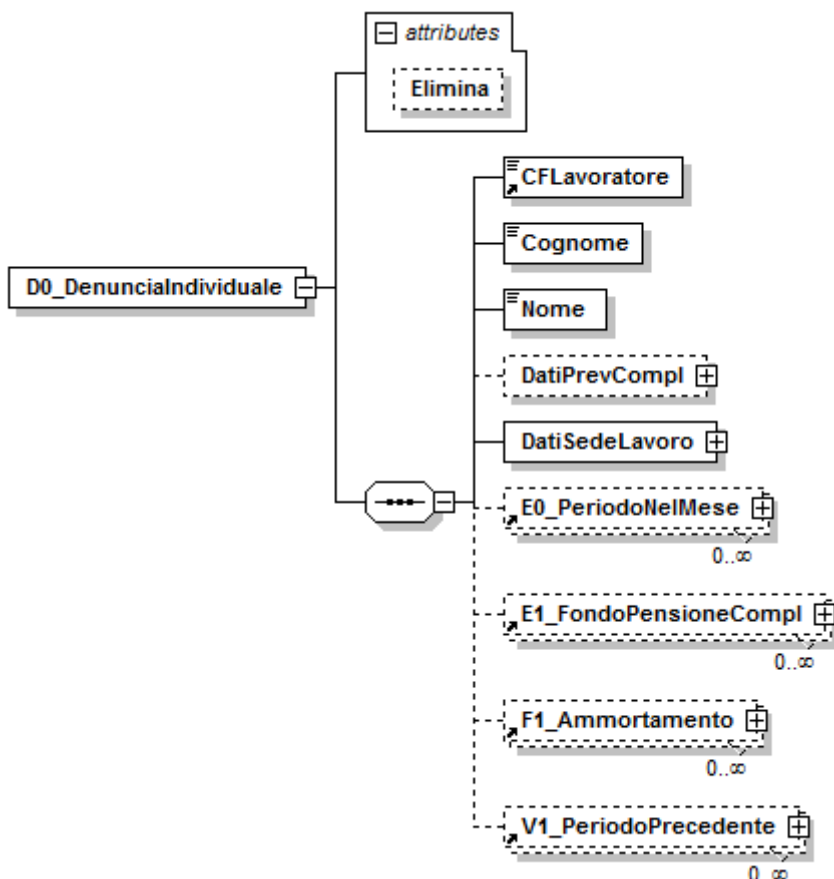 attributes
Elimina
CFLavoratore
Cognome
D0_DenunciaIndividuale
Nome
DatiPrevCompl
DatiSedeLavoro
E0_PeriodoNelMese
0..∞
E1_FondoPensioneCompl
0..∞
F1_Ammortamento
0..∞
V1_PeriodoPrecedente
0..∞